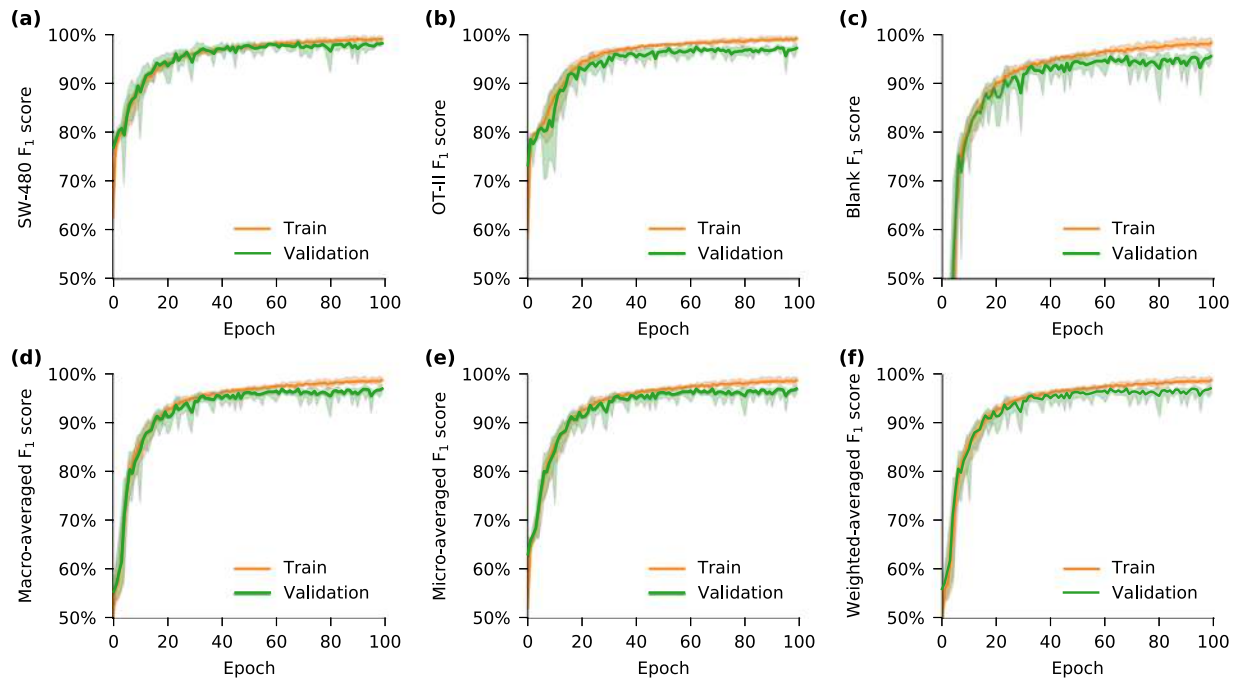 (a)
100%
90%
80%
70%
60%
50%
SW-480 F1 score
Train
Validation
0 20 40 60 80 100
Epoch
(b)
100%
90%
80%
70%
60%
50%
OT-II F1 score
Train
Validation
0 20 40 60 80 100
Epoch
(c)
100%
90%
80%
70%
60%
50%
Blank F1 score
Train
Validation
0 20 40 60 80 100
Epoch
(d)
100%
90%
80%
70%
60%
50%
Macro-averaged F1 score
Train
Validation
0 20 40 60 80 100
Epoch
(e)
100%
90%
80%
70%
60%
50%
Micro-averaged F1 score
Train
Validation
0 20 40 60 80 100
Epoch
(f)
100%
90%
80%
70%
60%
50%
Weighted-averaged F1 score
Train
Validation
0 20 40 60 80 100
Epoch